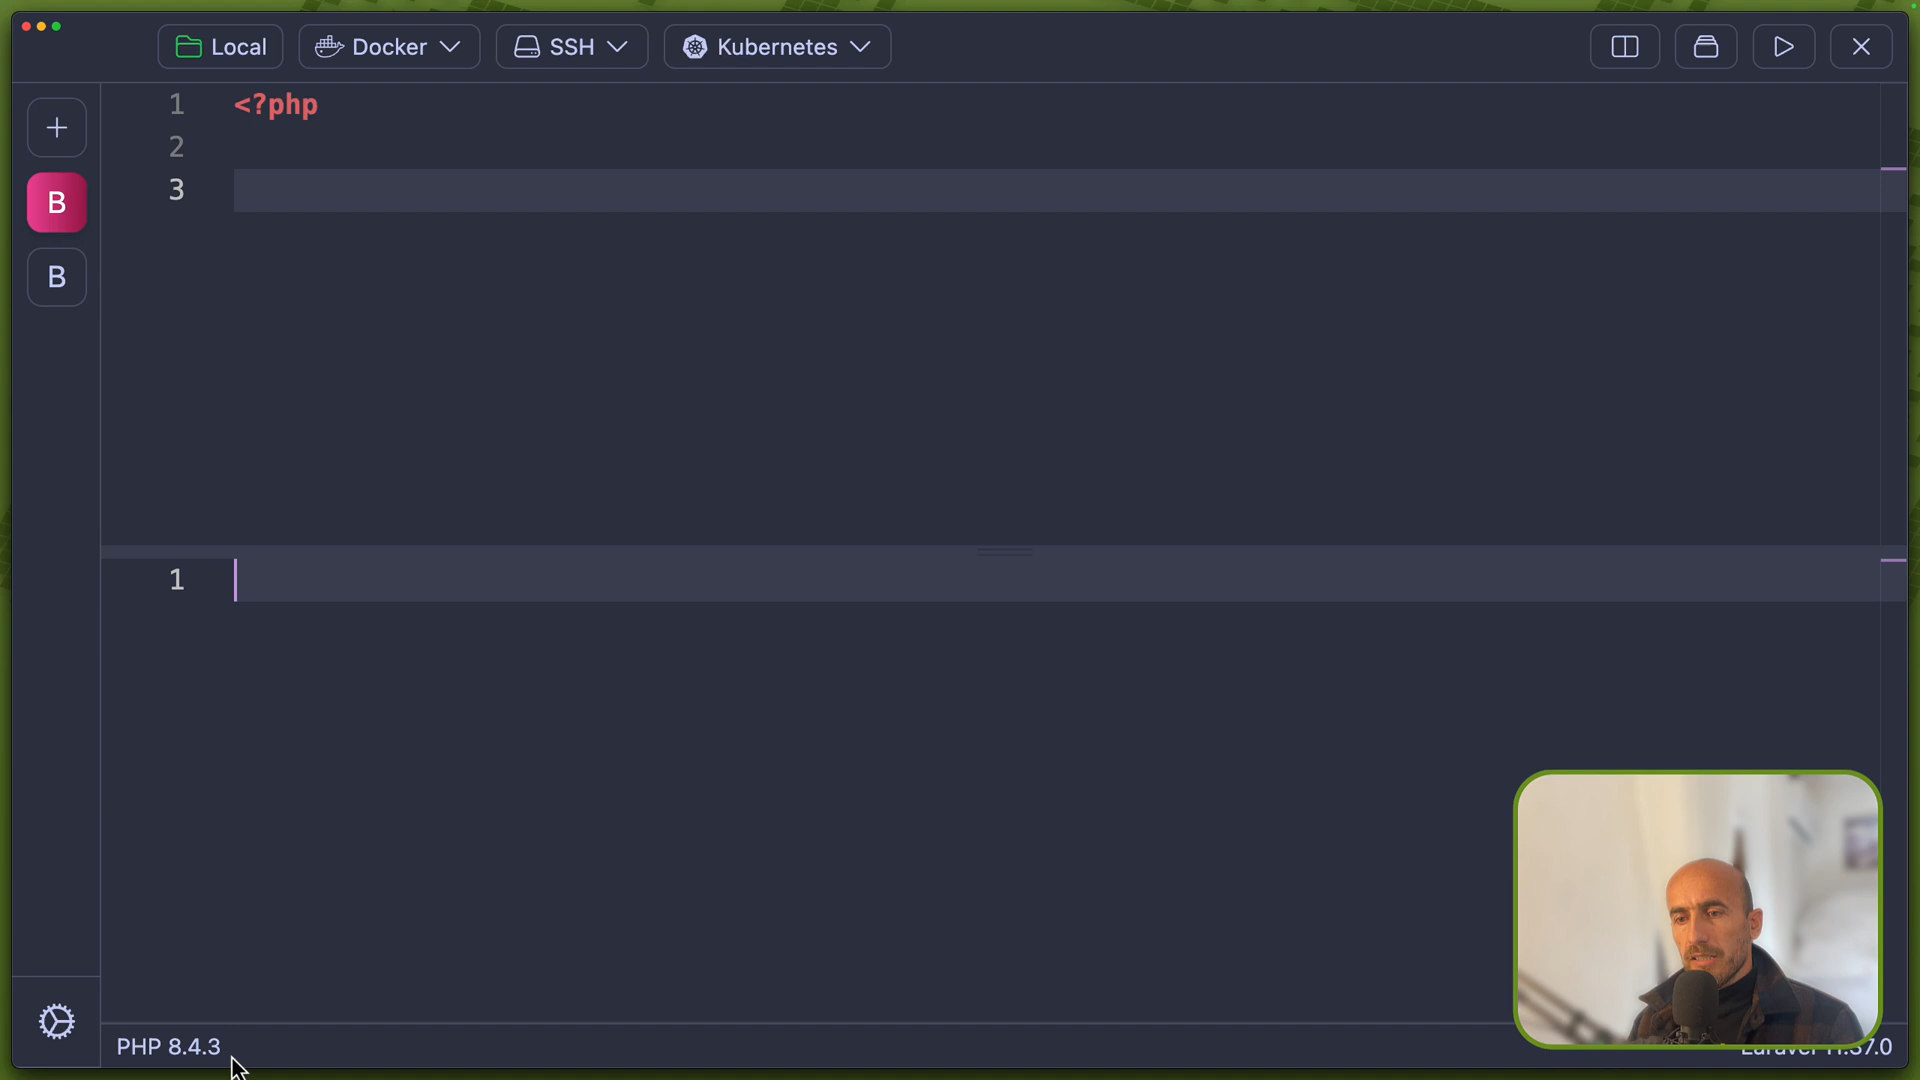 Local
Docker
SSH
Kubernetes
1 <?php
2
3
B
B
1
PHP 8.4.3